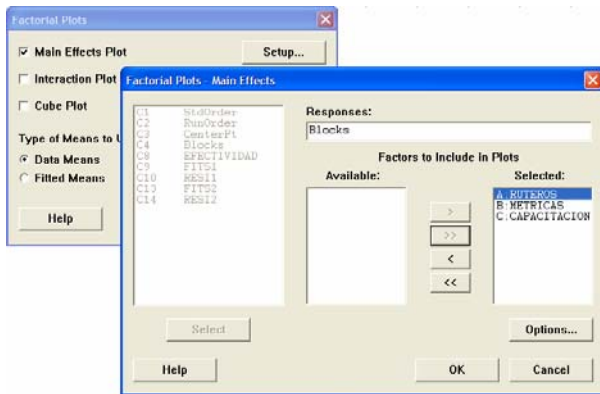 Factorial Plots
Main Effects Plot
Setup...
Interaction Plot
Cube Plot
Type of Means to U
Data Means
Fitted Means
Help
Factorial Plots - Main Effects
C1 StdOrder
C2 RunOrder
C3 CenterPt
C4 Blocks
C8 EFECTIVIDAD
C9 FITS1
C10 RESI1
C13 FITS2
C14 RESI2
Select
Help
Responses:
Blocks
Factors to Include in Plots
Available:
Selected:
>
>>
<
<<
A:RUTEROS
B:METRICAS
C:CAPACITACION
Options...
OK
Cancel